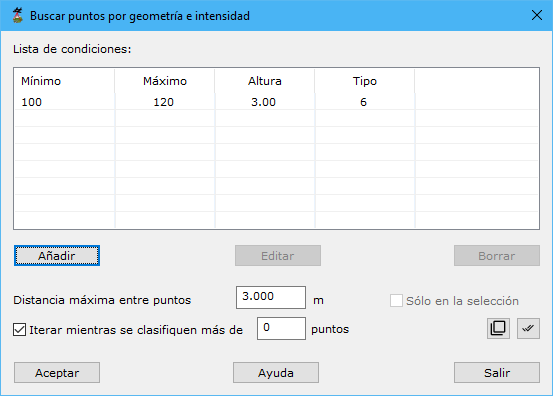 Buscar puntos por geometría e intensidad
Lista de condiciones:
Mínimo Máximo Altura Tipo
100 120 3.00 6
Añadir Editar Borrar
Distancia máxima entre puntos 3.000 m Sólo en la selección
Iterar mientras se clasifiquen más de 0 puntos
Aceptar Ayuda Salir